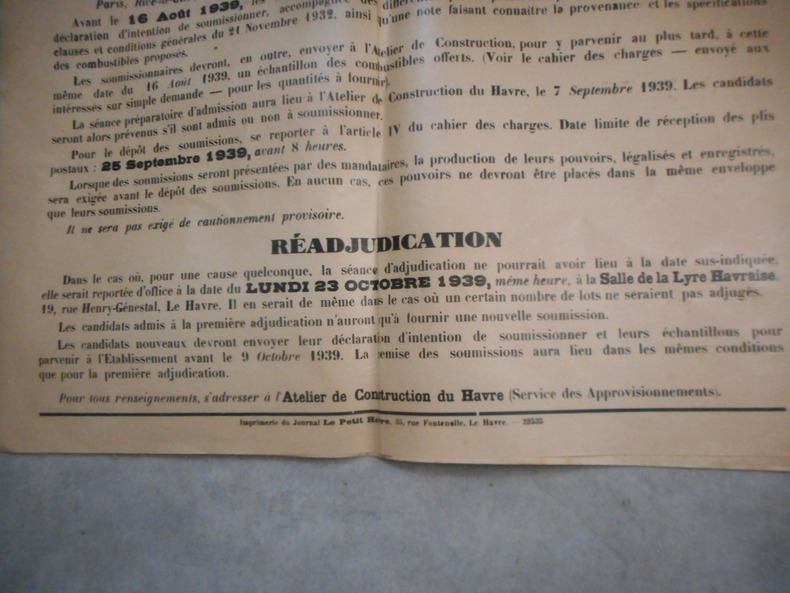 Paris, Rive-
Avant le 16 Août 1939, les
déclaration d'intention de soumissionner, accompagnée des différentes
clauses et conditions générales du 21 Novembre 1932, ainsi qu'une note faisant connaître la provenance et les spécifications
des combustibles proposés.
Les soumissionnaires devront, en outre, envoyer à l'Atelier de Construction, pour y parvenir au plus tard, à cette
même date du 16 Août 1939, un échantillon des combustibles offerts. (Voir le cahier des charges — envoyé aux
intéressés sur simple demande — pour les quantités à fournir).
La séance préparatoire d'admission aura lieu à l'Atelier de Construction du Havre, le 7 Septembre 1939. Les candidats
seront alors prévenus s'il sont admis ou non à soumissionner.
Pour le dépôt des soumissions, se reporter à l'article IV du cahier des charges. Date limite de réception des plis
postaux : 25 Septembre 1939, avant 8 heures.
Lorsque des soumissions seront présentées par des mandataires, la production de leurs pouvoirs, légalisés et enregistrés,
sera exigée avant le dépôt des soumissions. En aucun cas, ces pouvoirs ne devront être placés dans la même enveloppe
que leurs soumissions.
Il ne sera pas exigé de cautionnement provisoire.
RÉADJUDICATION
Dans le cas où, pour une cause quelconque, la séance d'adjudication ne pourrait avoir lieu à la date sus-indiquée,
elle serait reportée d'office à la date du LUNDI 23 OCTOBRE 1939, même heure, à la Salle de la Lyre Havraise,
19, rue Henry-Génestal, Le Havre. Il en serait de même dans le cas où un certain nombre de lots ne seraient pas adjugés.
Les candidats admis à la première adjudication n'auront qu'à fournir une nouvelle soumission.
Les candidats nouveaux devront envoyer leur déclaration d'intention de soumissionner et leurs échantillons pour
parvenir à l'Etablissement avant le 9 Octobre 1939. La remise des soumissions aura lieu dans les mêmes conditions
que pour la première adjudication.
Pour tous renseignements, s'adresser à l'Atelier de Construction du Havre (Service des Approvisionnements).
Imprimerie du Journal Le Petit Havre, 35, rue Fontenelle, Le Havre. —